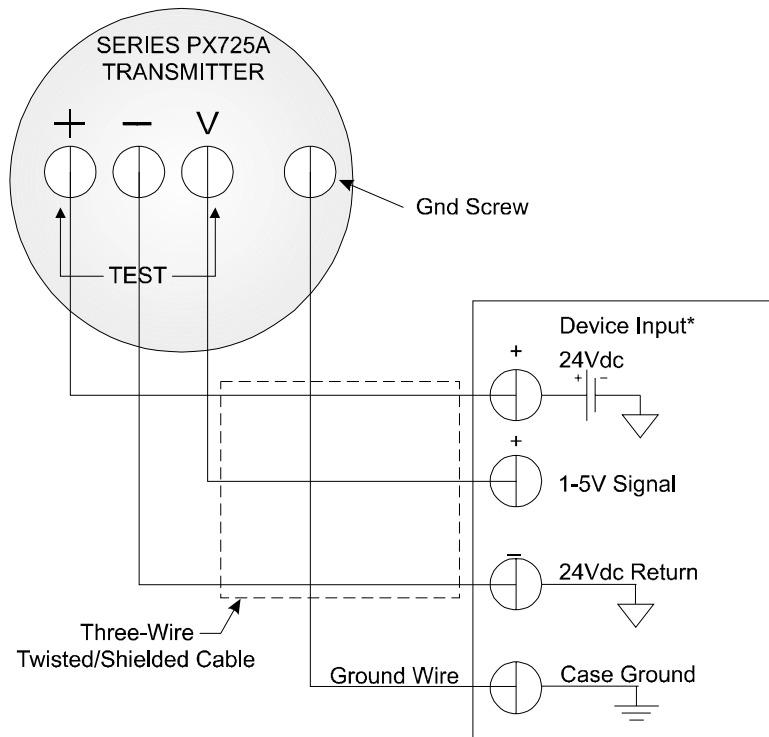 SERIES PX725A
TRANSMITTER
+ − V
Gnd Screw
TEST
Device Input*
+ 24Vdc
+ −
+
1-5V Signal
−
24Vdc Return
Three-Wire
Twisted/Shielded Cable
Ground Wire
Case Ground